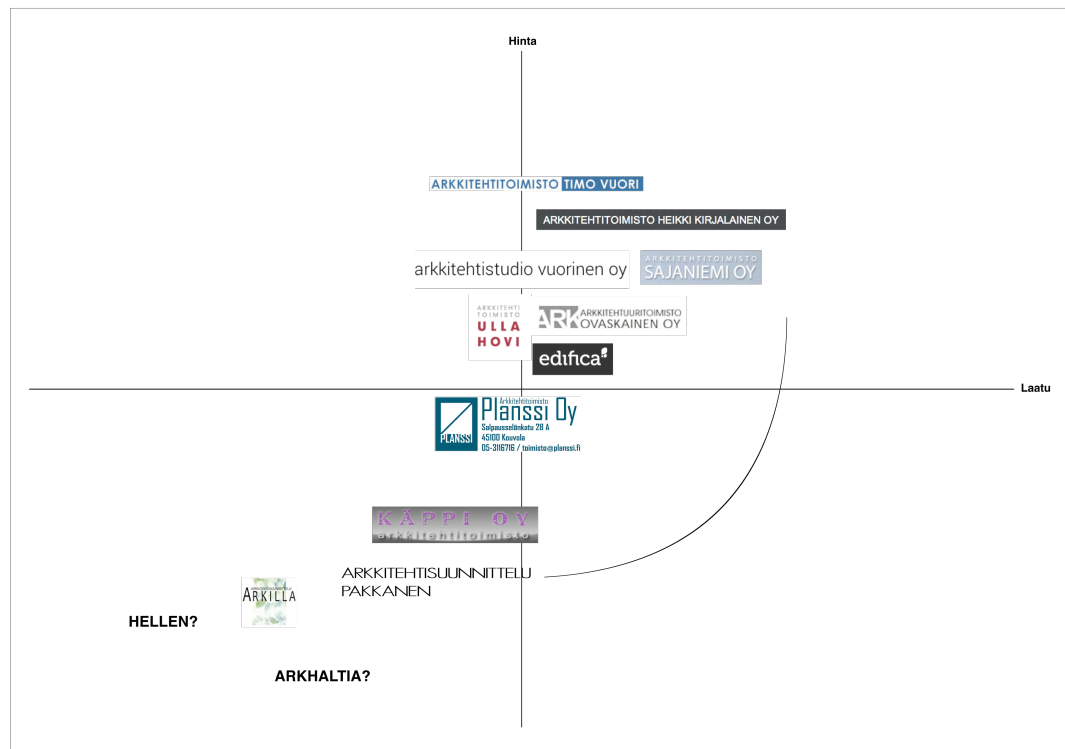 Hinta
ARKKITEHTITOIMISTO TIMO VUORI
ARKKITEHTITOIMISTO HEIKKI KIRJALAINEN OY
arkkitehtistudio vuorinen oy
ARKKITEHTITOIMISTO
SAJANIEMI OY
ARKKITEHTI
TOIMISTO
ULLA
HOVI
ARK
ARKKITEHTUURITOIMISTO
OVASKAINEN OY
edifica
Laatu
PLANSSI
Arkkitehtitoimisto
Planssi Oy
Salpausselänkatu 28 A
45100 Kouvola
05-3116716 / toimisto@planssi.fi
KÄPPI OY
arkkitehtitoimisto
ARKKITEHTISUUNNITTELU
PAKKANEN
ARKKITEHTISUUNNITTELU
ARKILLA
HELLEN?
ARKHALTIA?